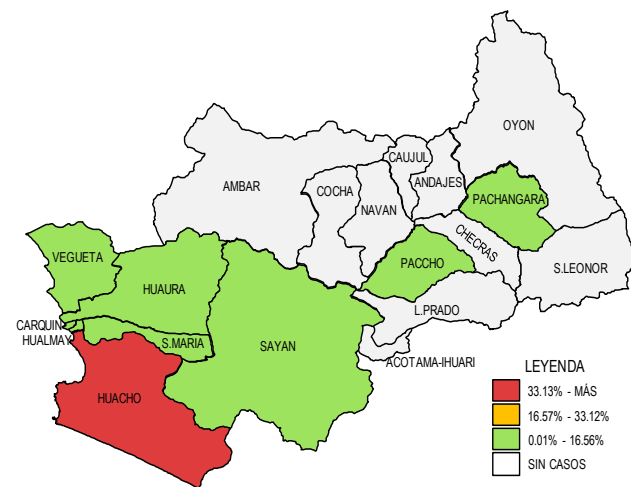 OYON
CAUJUL
ANDAJES
AMBAR
COCHA
NAVAN
PACHANGARA
CHECRAS
VEGUETA
PACCHO
S.LEONOR
HUAURA
L.PRADO
CARQUIN
HUALMAY
S.MARIA
SAYAN
ACOTAMA-IHUARI
HUACHO
LEYENDA
33.13% - MÁS
16.57% - 33.12%
0.01% - 16.56%
SIN CASOS